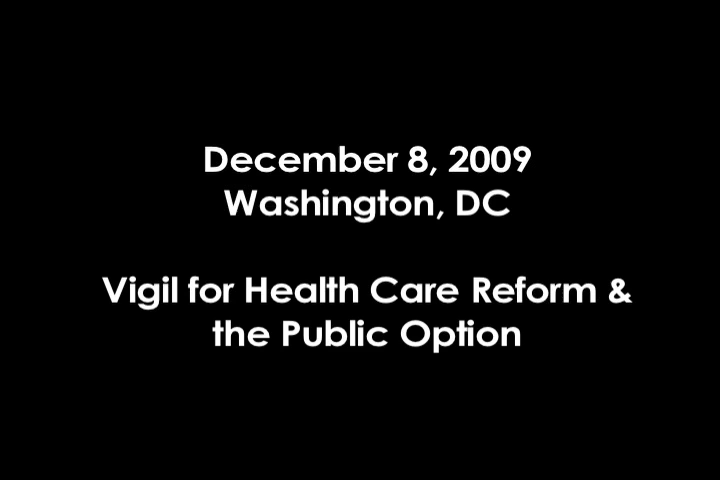 December 8, 2009
Washington, DC
Vigil for Health Care Reform &
the Public Option